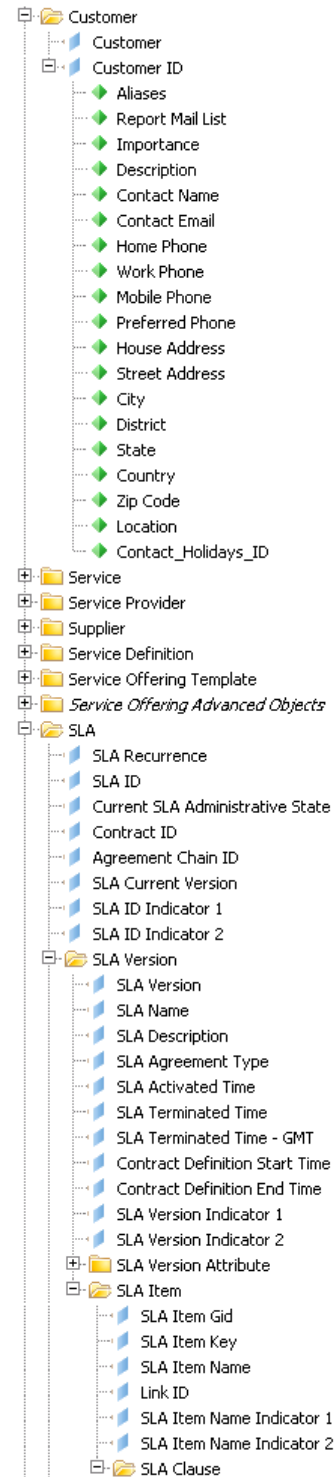 Customer
Customer
Customer ID
Aliases
Report Mail List
Importance
Description
Contact Name
Contact Email
Home Phone
Work Phone
Mobile Phone
Preferred Phone
House Address
Street Address
City
District
State
Country
Zip Code
Location
Contact_Holidays_ID
Service
Service Provider
Supplier
Service Definition
Service Offering Template
Service Offering Advanced Objects
SLA
SLA Recurrence
SLA ID
Current SLA Administrative State
Contract ID
Agreement Chain ID
SLA Current Version
SLA ID Indicator 1
SLA ID Indicator 2
SLA Version
SLA Version
SLA Name
SLA Description
SLA Agreement Type
SLA Activated Time
SLA Terminated Time
SLA Terminated Time - GMT
Contract Definition Start Time
Contract Definition End Time
SLA Version Indicator 1
SLA Version Indicator 2
SLA Version Attribute
SLA Item
SLA Item Gid
SLA Item Key
SLA Item Name
Link ID
SLA Item Name Indicator 1
SLA Item Name Indicator 2
SLA Clause